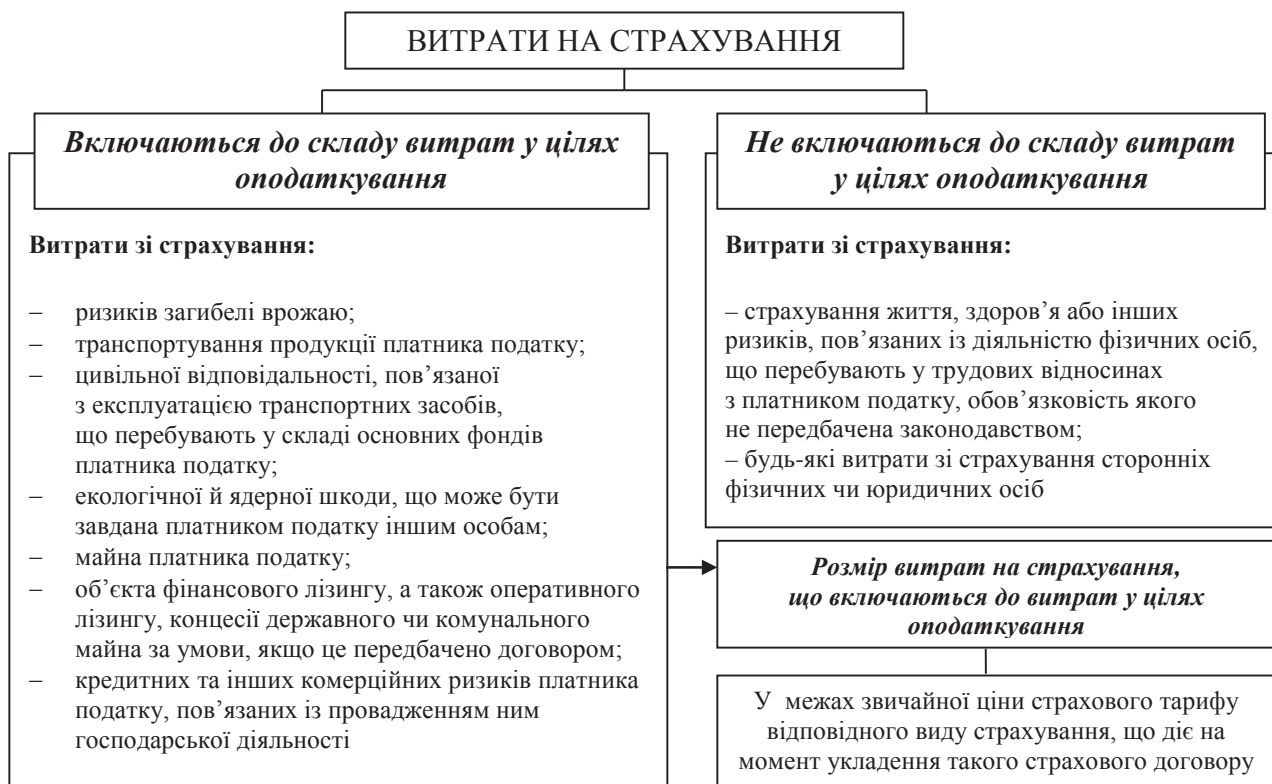 ВИТРАТИ НА СТРАХУВАННЯ
Включаються до складу витрат у цілях
оподаткування
Витрати зі страхування:
– ризиків загибелі врожаю;
– транспортування продукції платника податку;
– цивільної відповідальності, пов’язаної
з експлуатацією транспортних засобів,
що перебувають у складі основних фондів
платника податку;
– екологічної й ядерної шкоди, що може бути
завдана платником податку іншим особам;
– майна платника податку;
– об’єкта фінансового лізингу, а також оперативного
лізингу, концесії державного чи комунального
майна за умови, якщо це передбачено договором;
– кредитних та інших комерційних ризиків платника
податку, пов’язаних із провадженням ним
господарської діяльності
Не включаються до складу витрат
у цілях оподаткування
Витрати зі страхування:
– страхування життя, здоров’я або інших
ризиків, пов’язаних із діяльністю фізичних осіб,
що перебувають у трудових відносинах
з платником податку, обов’язковість якого
не передбачена законодавством;
– будь-які витрати зі страхування сторонніх
фізичних чи юридичних осіб
Розмір витрат на страхування,
що включаються до витрат у цілях
оподаткування
У межах звичайної ціни страхового тарифу
відповідного виду страхування, що діє на
момент укладення такого страхового договору